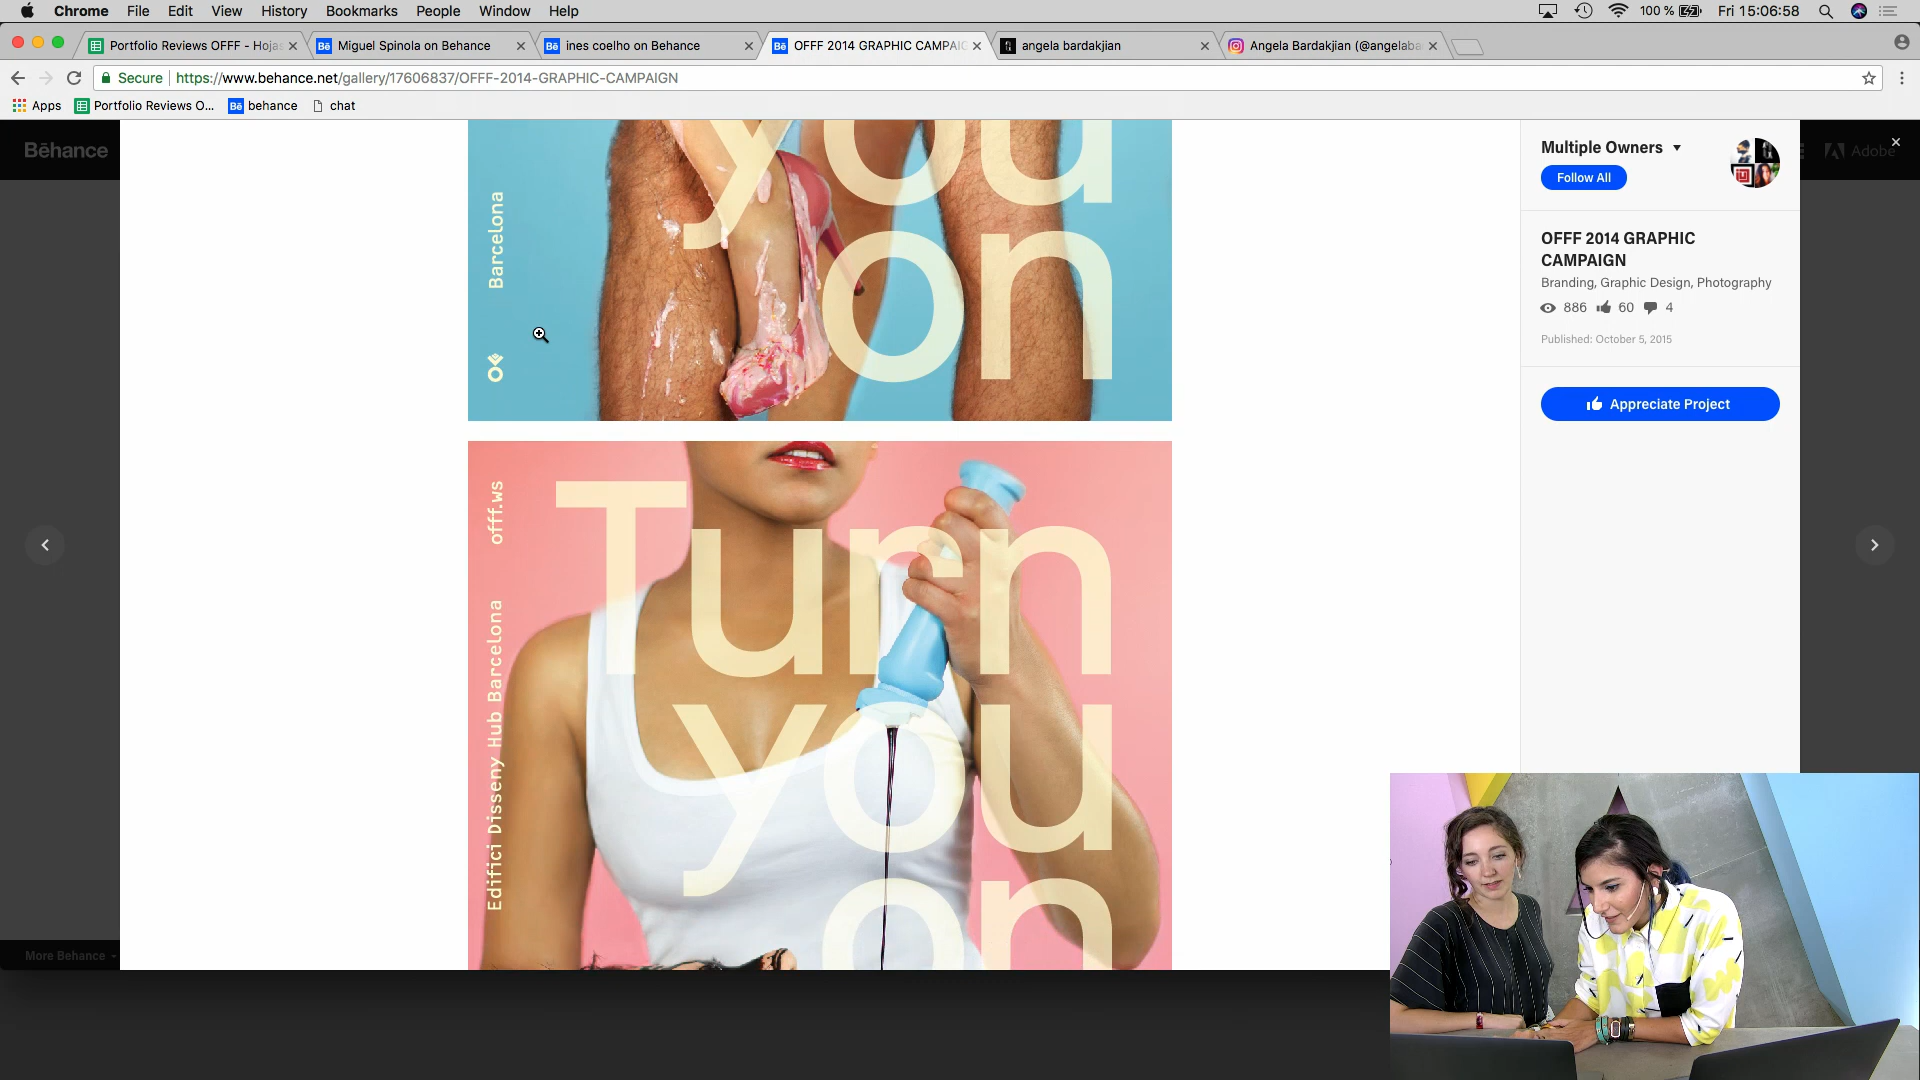 Chrome File Edit View History Bookmarks People Window Help 100 % Fri 15:06:58
Portfolio Reviews OFFF - Hojas
Miguel Spinola on Behance
ines coelho on Behance
OFFF 2014 GRAPHIC CAMPAIG
angela bardakjian
Angela Bardakjian (@angelaba
Secure https://www.behance.net/gallery/17606837/OFFF-2014-GRAPHIC-CAMPAIGN
Apps Portfolio Reviews O... behance chat
Bēhance
Adobe
you
on
Barcelona
Multiple Owners
Follow All
OFFF 2014 GRAPHIC
CAMPAIGN
Branding, Graphic Design, Photography
886 60 4
Published: October 5, 2015
Appreciate Project
Turn
you
on
offf.ws
Edifici Disseny Hub Barcelona
More Behance